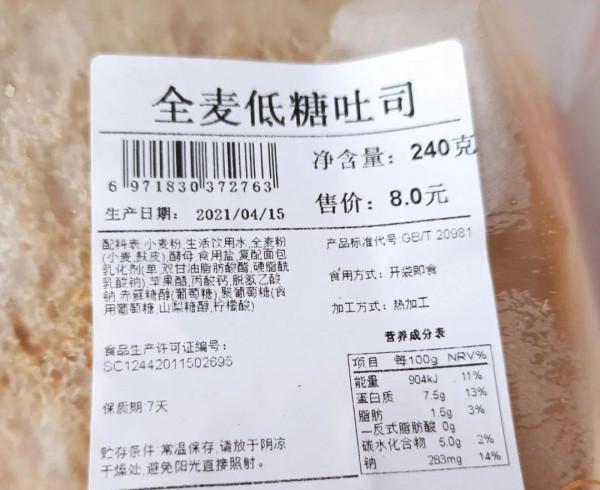 全麦低糖吐司
6 971830 372763
净含量：240克
生产日期：2021/04/15
售价：8.0元
配料表:小麦粉,生活饮用水,全麦粉
(小麦,麸皮),酵母,食用盐,复配面包
乳化剂(单,双甘油脂肪酸酯,硬脂酰
乳酸钠),苹果醋,丙酸钙,脱氢乙酸
钠,赤藓糖醇(葡萄糖),聚葡萄糖(食
用葡萄糖,山梨糖醇,柠檬酸)
产品标准代号:GB/T 20981
食用方式：开袋即食
加工方式：热加工
食品生产许可证编号：
SC12442011502695
保质期:7天
贮存条件:常温保存,请放于阴凉
干燥处,避免阳光直接照射。
营养成分表
项目 每100g NRV%
能量 904kJ 11%
蛋白质 7.5g 13%
脂肪 1.5g 3%
—反式脂肪酸 0g
碳水化合物 5.0g 2%
钠 283mg 14%